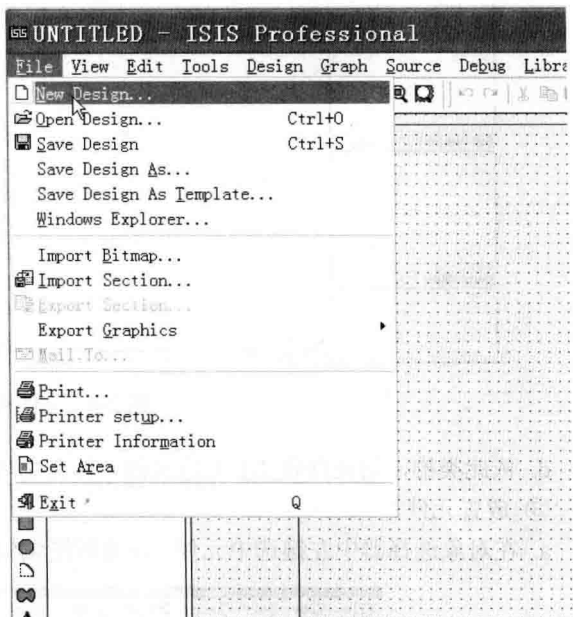 ISIS UNTITLED - ISIS Professional
File View Edit Tools Design Graph Source Debug Libra
New Design...
Open Design... Ctrl+O
Save Design Ctrl+S
Save Design As...
Save Design As Template...
Windows Explorer...
Import Bitmap...
Import Section...
Export Section...
Export Graphics
Mail To...
Print...
Printer setup...
Printer Information
Set Area
Exit Q